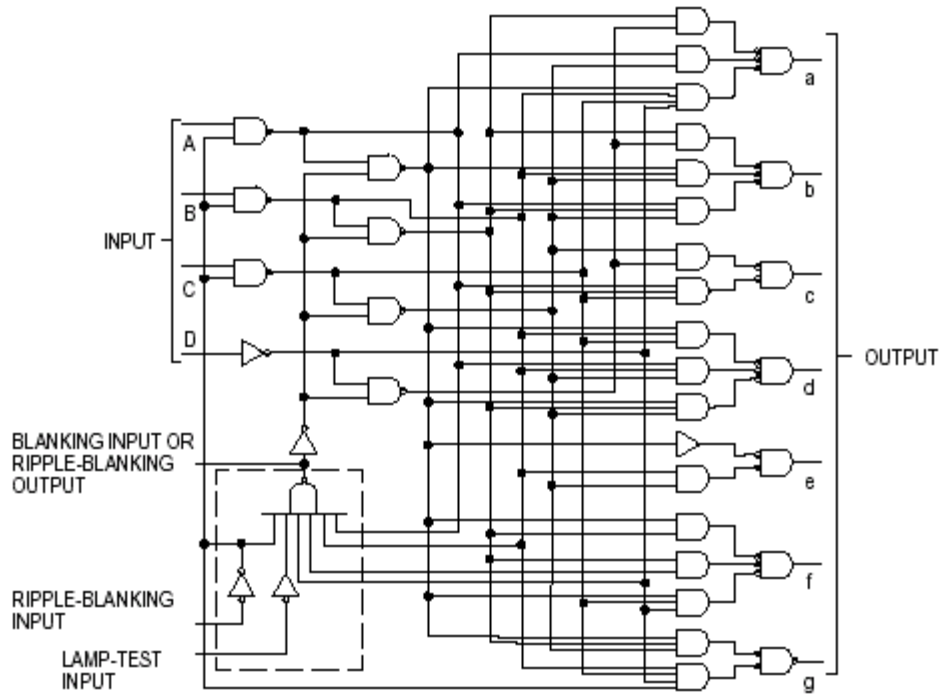 A
B
INPUT
C
D
BLANKING INPUT OR
RIPPLE-BLANKING
OUTPUT
RIPPLE-BLANKING
INPUT
LAMP-TEST
INPUT
a
b
c
d
e
f
g
OUTPUT